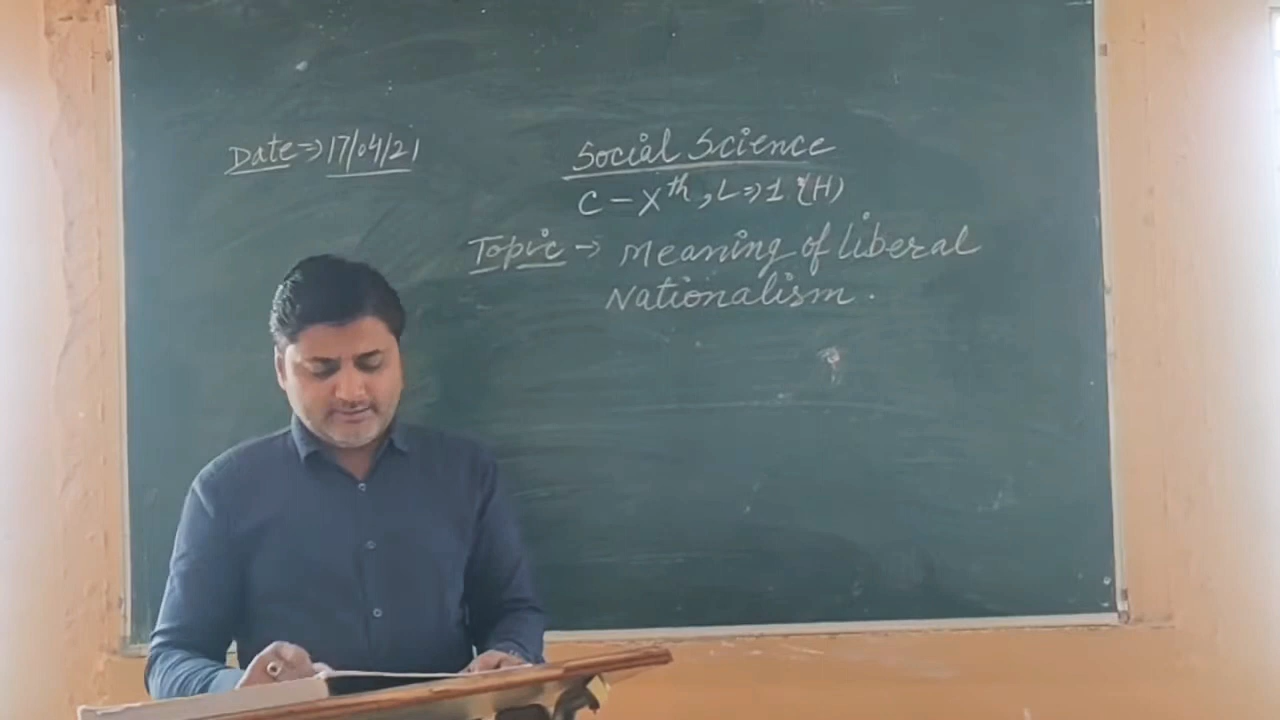 Date => 17/04/21
Social Science
C - Xth, L => 1 (H)
Topic -> Meaning of liberal
Nationalism.